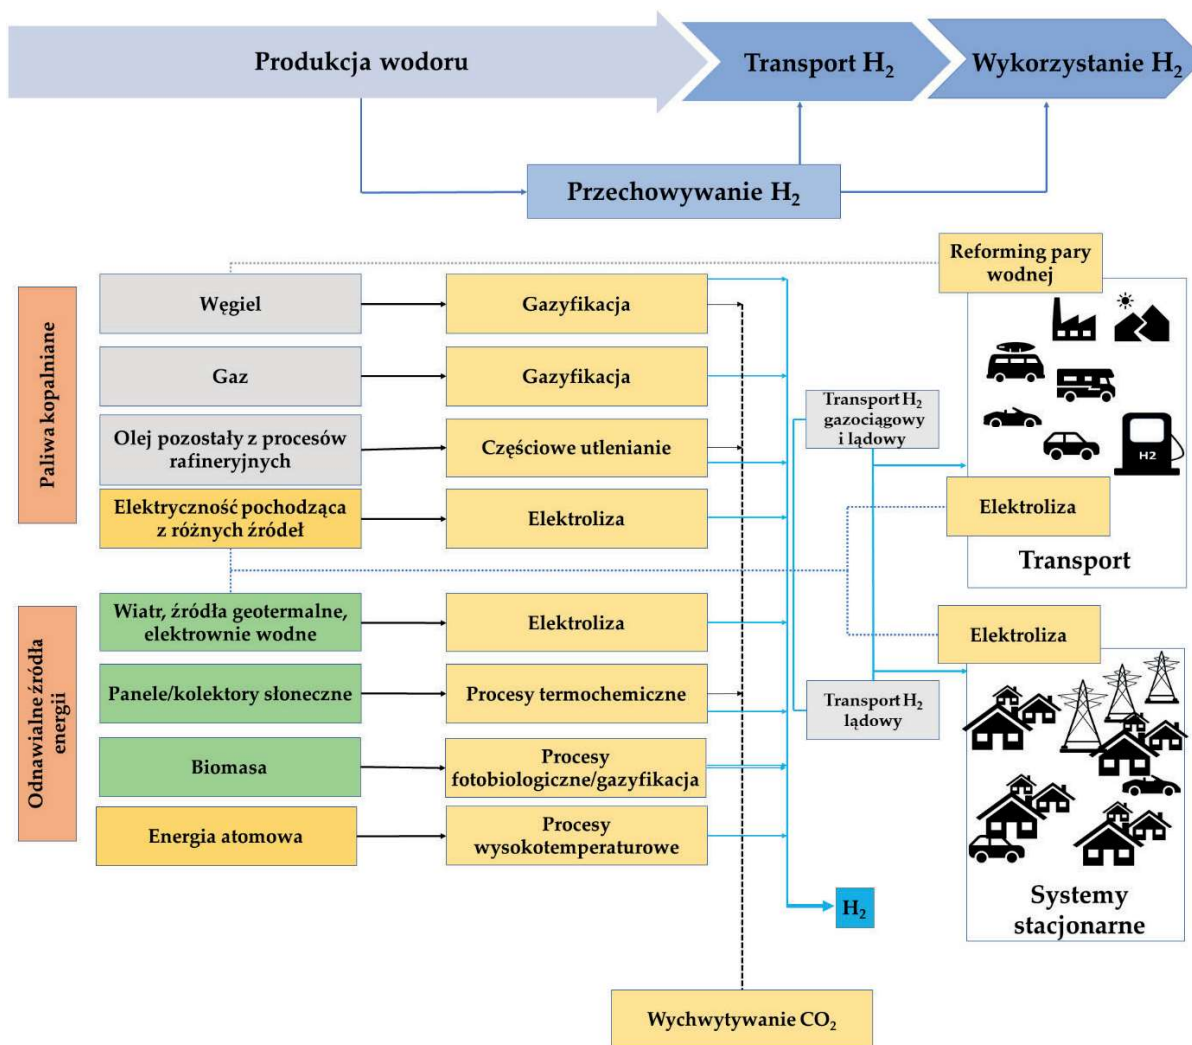 Produkcja wodoru
Transport H₂
Wykorzystanie H₂
Przechowywanie H₂
Reforming pary
wodnej
Paliwa kopalniane
Węgiel
Gazyfikacja
Gaz
Gazyfikacja
Olej pozostały z procesów
rafineryjnych
Częściowe utlenianie
Elektryczność pochodząca
z różnych źródeł
Elektroliza
Transport H₂
gazociągowy
i lądowy
H2
Elektroliza
Transport
Odnawialne źródła
energii
Wiatr, źródła geotermalne,
elektrownie wodne
Elektroliza
Panele/kolektory słoneczne
Procesy termochemiczne
Biomasa
Procesy
fotobiologiczne/gazyfikacja
Energia atomowa
Procesy
wysokotemperaturowe
Transport H₂
lądowy
Elektroliza
Systemy
stacjonarne
H₂
Wychwytywanie CO₂